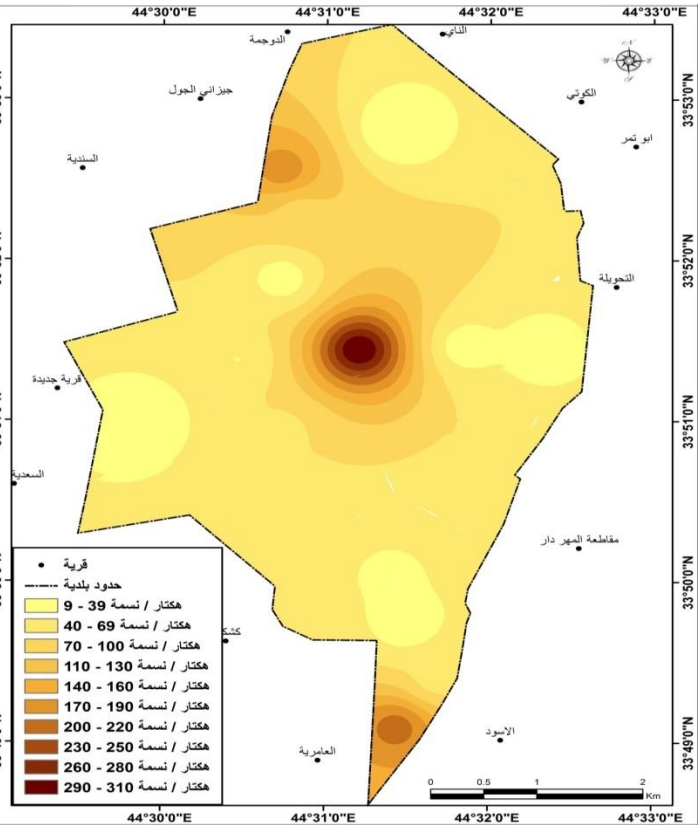 44°30'0"E 44°31'0"E 44°32'0"E 44°33'0"E
الناي
الدوجمة
جيزاني الجول
الكوتي
33°53'0"N
ابو تمر
السندية
33°52'0"N
التحويلة
قرية جديدة
33°51'0"N
السعدية
مقاطعة المهر دار
33°50'0"N
قرية
حدود بلدية
9 - 39 هكتار / نسمة
40 - 69 هكتار / نسمة
70 - 100 هكتار / نسمة
110 - 130 هكتار / نسمة
140 - 160 هكتار / نسمة
170 - 190 هكتار / نسمة
200 - 220 هكتار / نسمة
230 - 250 هكتار / نسمة
260 - 280 هكتار / نسمة
290 - 310 هكتار / نسمة
الاسود
العامرية
33°49'0"N
0 0.5 1 2
Km
44°30'0"E 44°31'0"E 44°32'0"E 44°33'0"E